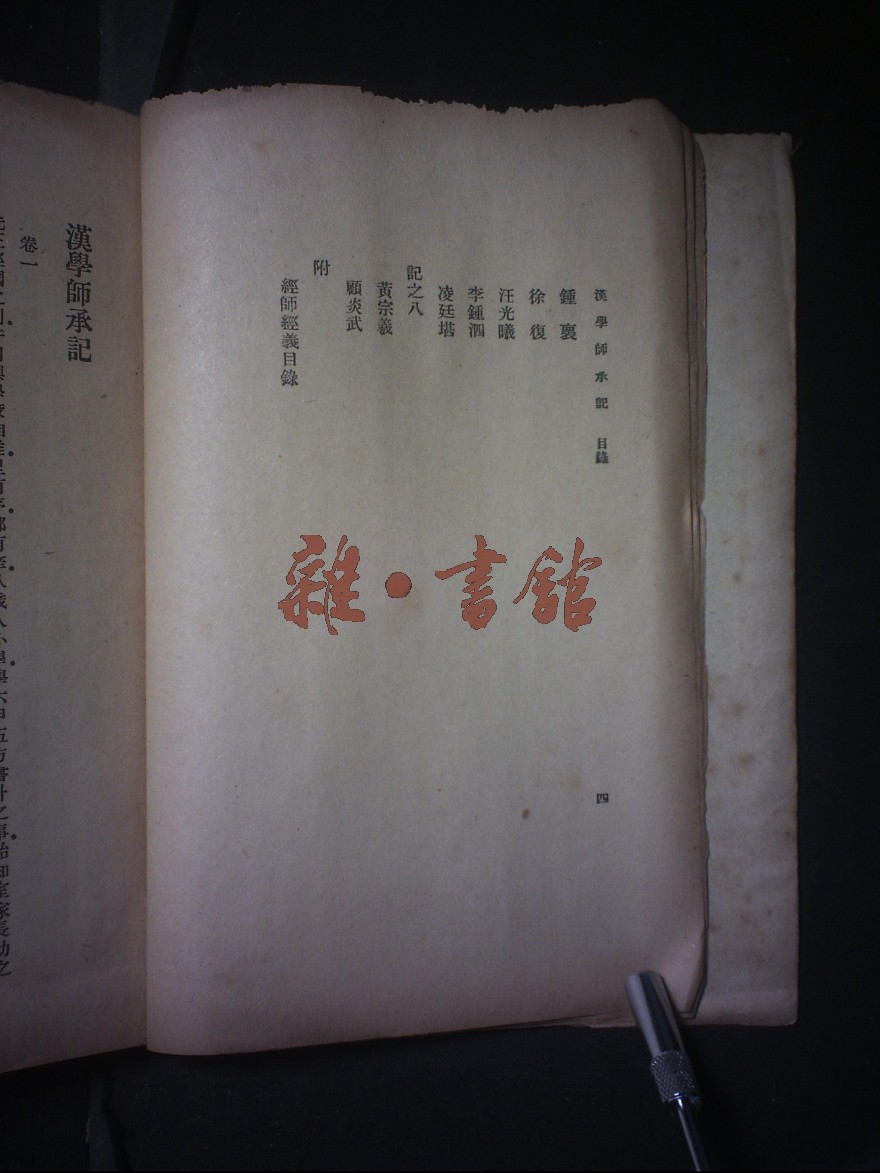 漢學師承記 目錄
四
鍾褱
徐復
汪光曦
李鍾泗
凌廷堪
記之八
黃宗羲
顧炎武
附
經師經義目錄
雜·書館
漢學師承記
卷一